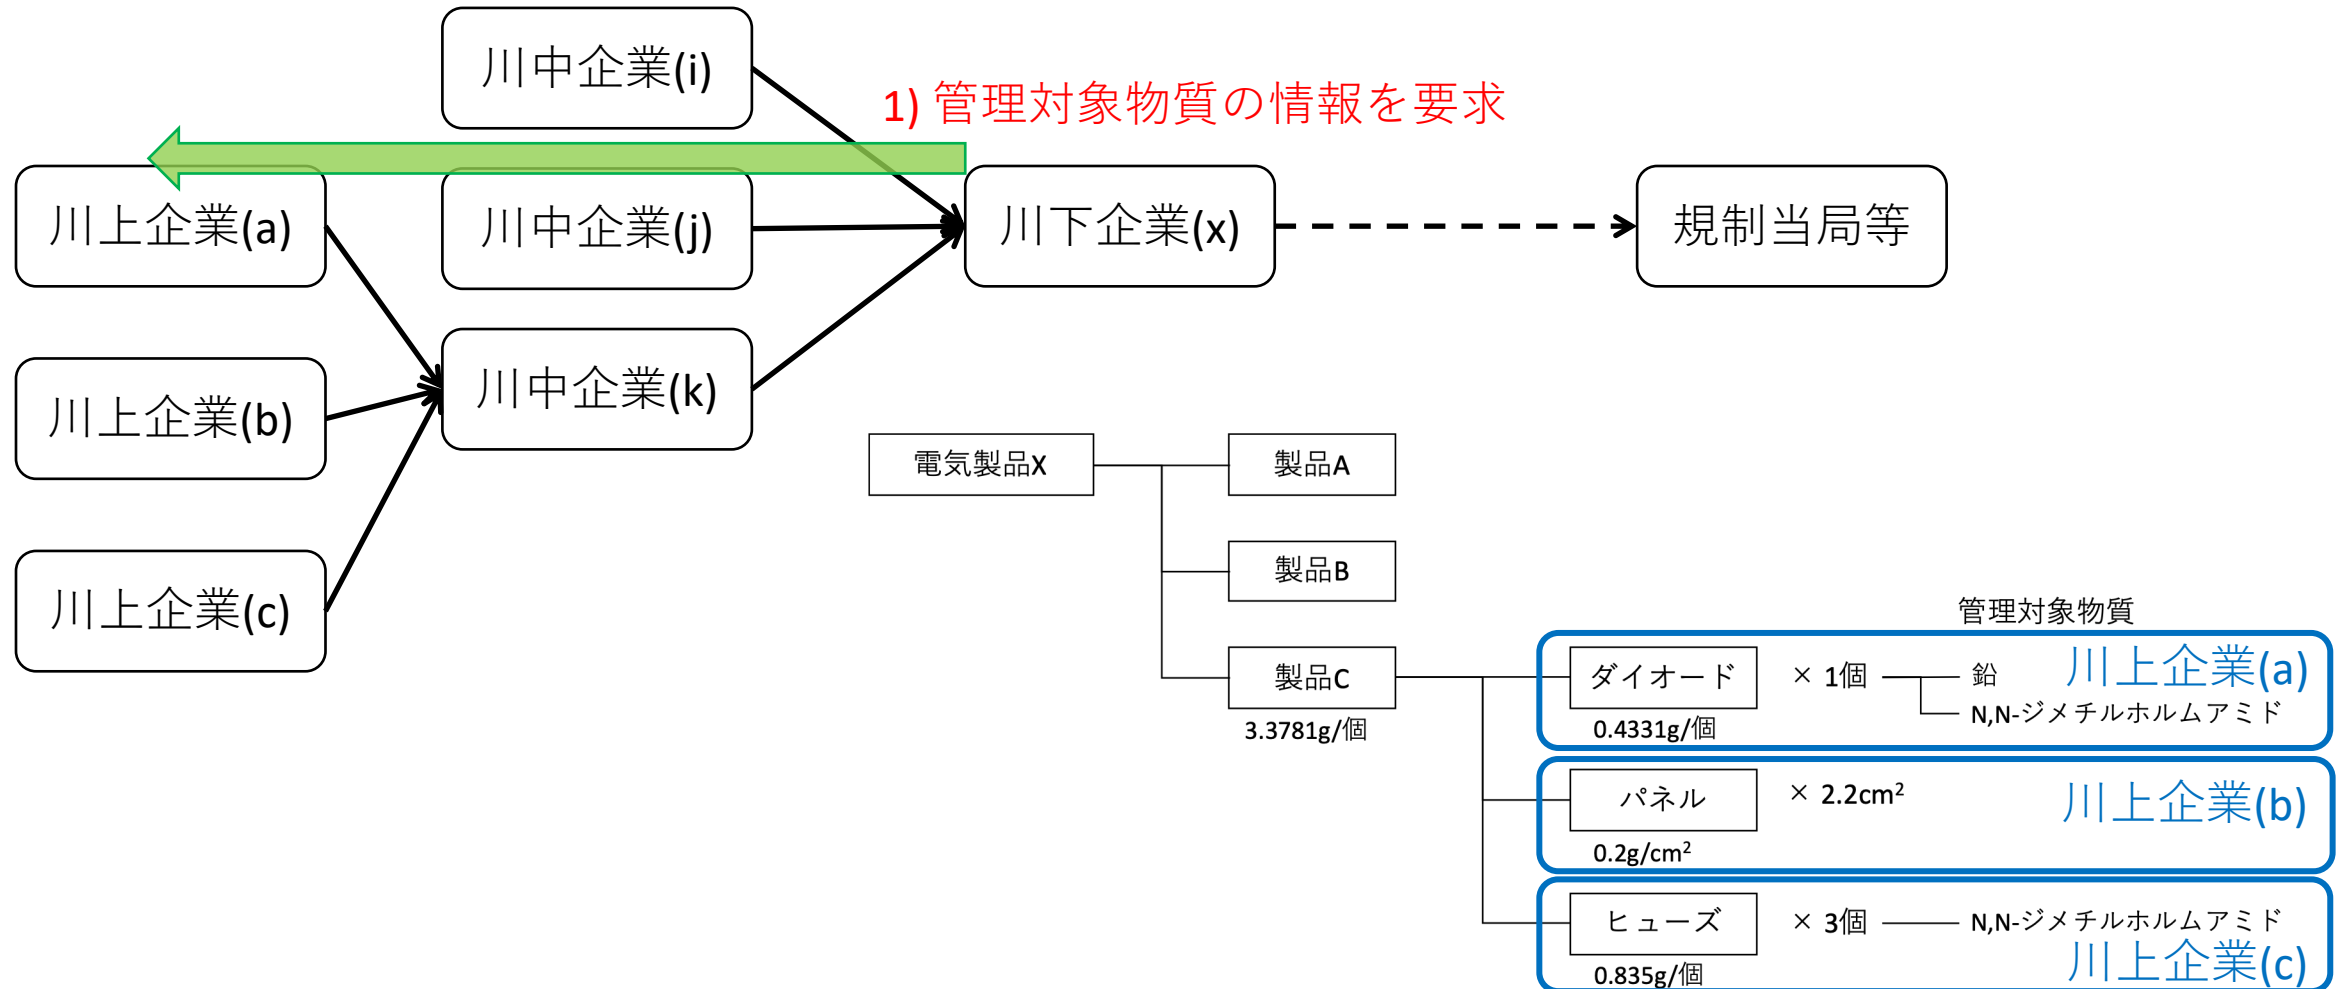 川中企業(i)
1) 管理対象物質の情報を要求
川上企業(a)
川中企業(j)
川下企業(x)
規制当局等
川上企業(b)
川中企業(k)
川上企業(c)
電気製品X
製品A
製品B
製品C
3.3781g/個
管理対象物質
ダイオード
× 1個
鉛
川上企業(a)
N,N-ジメチルホルムアミド
0.4331g/個
パネル
× 2.2cm²
川上企業(b)
0.2g/cm²
ヒューズ
× 3個
N,N-ジメチルホルムアミド
川上企業(c)
0.835g/個